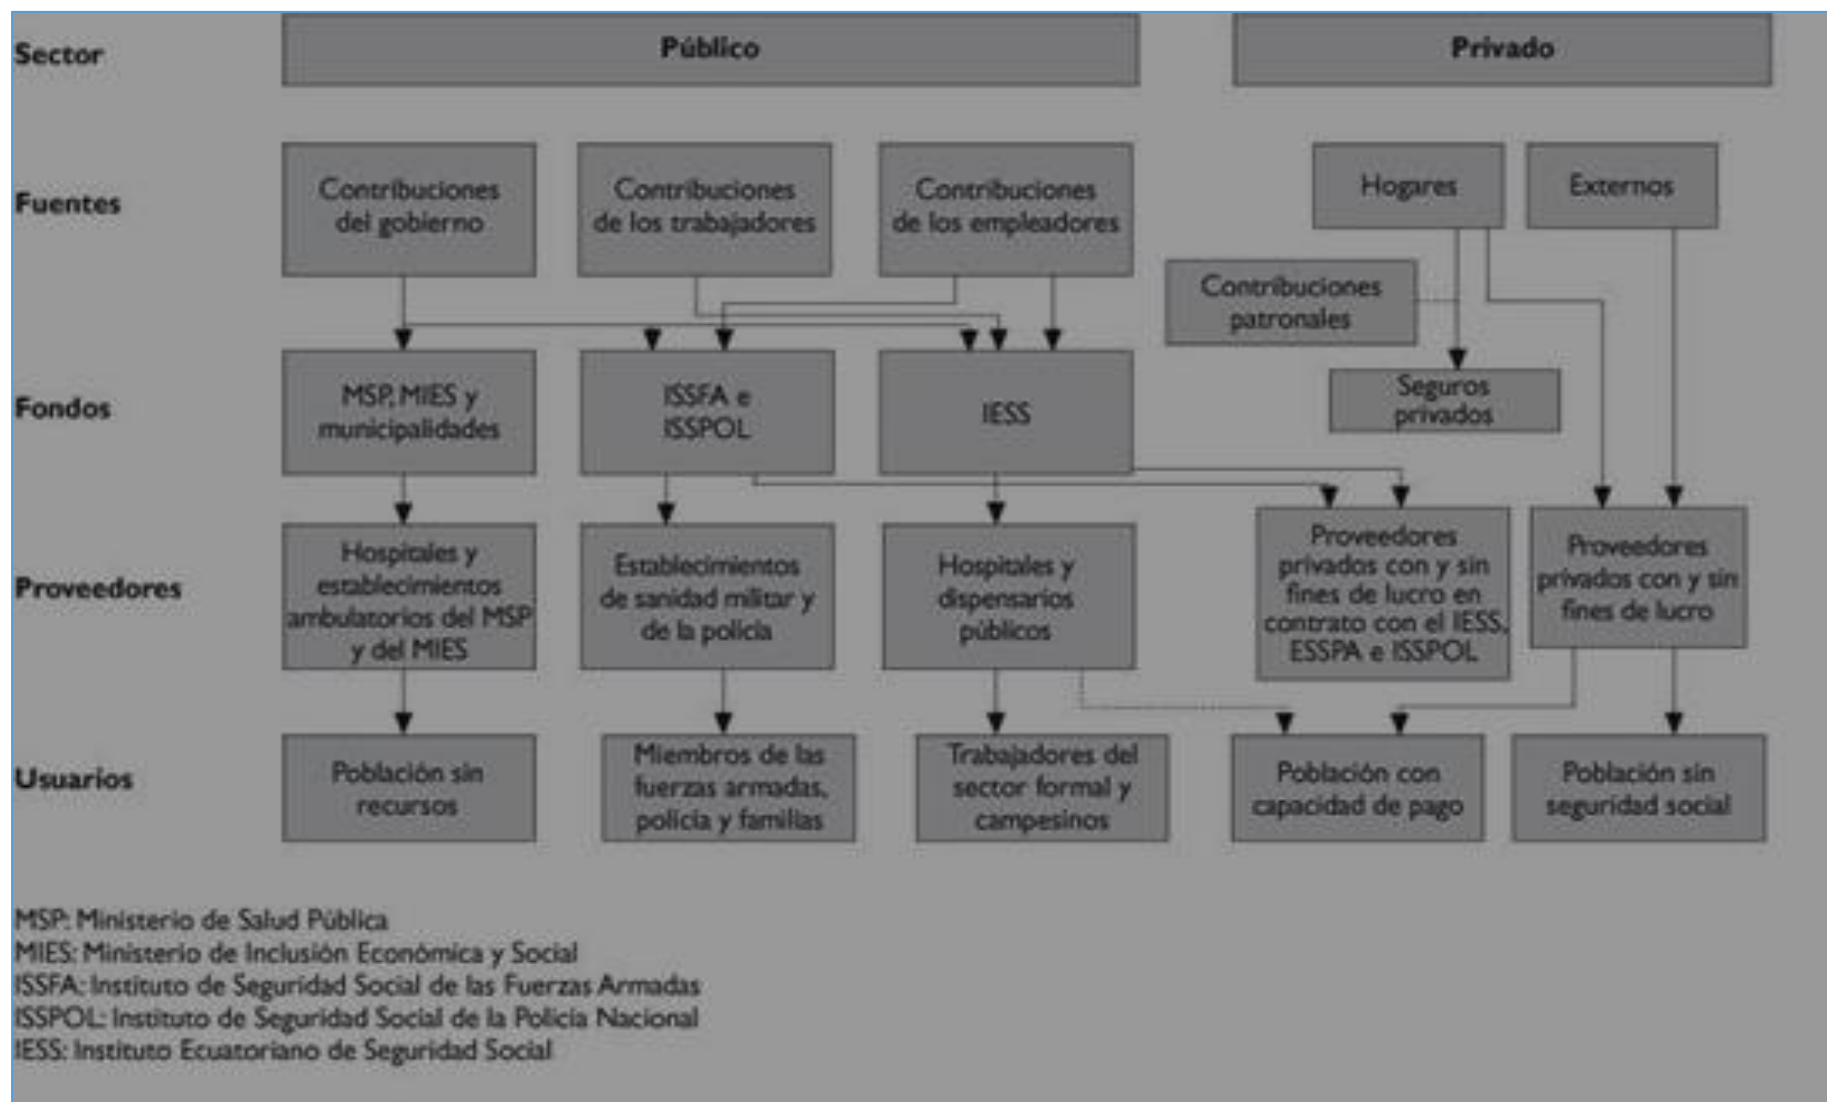 Sector
Público
Privado
Fuentes
Contribuciones
del gobierno
Contribuciones
de los trabajadores
Contribuciones
de los empleadores
Hogares
Externos
Contribuciones
patronales
Fondos
MSP, MIES y
municipalidades
ISSFA e
ISSPOL
IESS
Seguros
privados
Proveedores
Hospitales y
establecimientos
ambulatorios del MSP
y del MIES
Establecimientos
de sanidad militar y
de la policía
Hospitales y
dispensarios
públicos
Proveedores
privados con y sin
fines de lucro en
contrato con el IESS,
ESSPA e ISSPOL
Proveedores
privados con y sin
fines de lucro
Usuarios
Población sin
recursos
Miembros de las
fuerzas armadas,
policía y familias
Trabajadores del
sector formal y
campesinos
Población con
capacidad de pago
Población sin
seguridad social
MSP: Ministerio de Salud Pública
MIES: Ministerio de Inclusión Económica y Social
ISSFA: Instituto de Seguridad Social de las Fuerzas Armadas
ISSPOL: Instituto de Seguridad Social de la Policía Nacional
IESS: Instituto Ecuatoriano de Seguridad Social